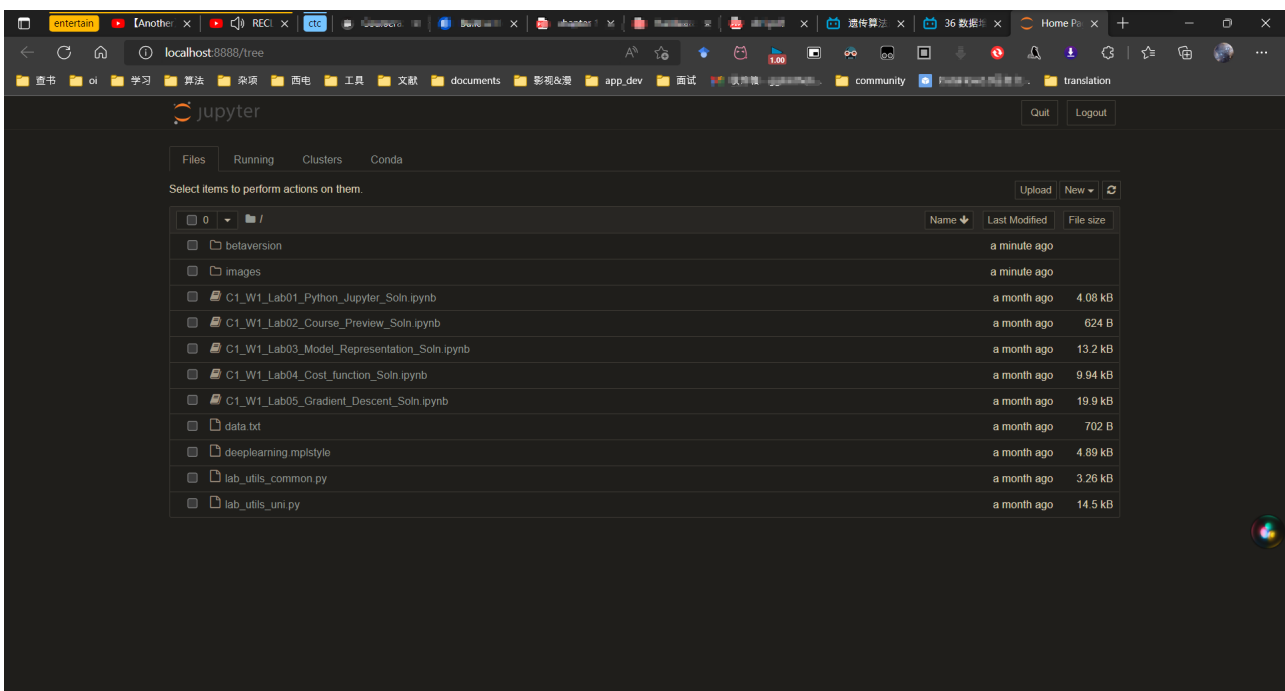 entertain 【Another RECL ctc 遗传算法 36 数据 Home Pa
localhost:8888/tree 1.00
查书 oi 学习 算法 杂项 西电 工具 文献 documents 影视&漫 app_dev 面试 community translation
jupyter Quit Logout
Files Running Clusters Conda
Select items to perform actions on them. Upload New
0 / Name Last Modified File size
betaversion a minute ago
images a minute ago
C1_W1_Lab01_Python_Jupyter_Soln.ipynb a month ago 4.08 kB
C1_W1_Lab02_Course_Preview_Soln.ipynb a month ago 624 B
C1_W1_Lab03_Model_Representation_Soln.ipynb a month ago 13.2 kB
C1_W1_Lab04_Cost_function_Soln.ipynb a month ago 9.94 kB
C1_W1_Lab05_Gradient_Descent_Soln.ipynb a month ago 19.9 kB
data.txt a month ago 702 B
deeplearning.mplstyle a month ago 4.89 kB
lab_utils_common.py a month ago 3.26 kB
lab_utils_uni.py a month ago 14.5 kB